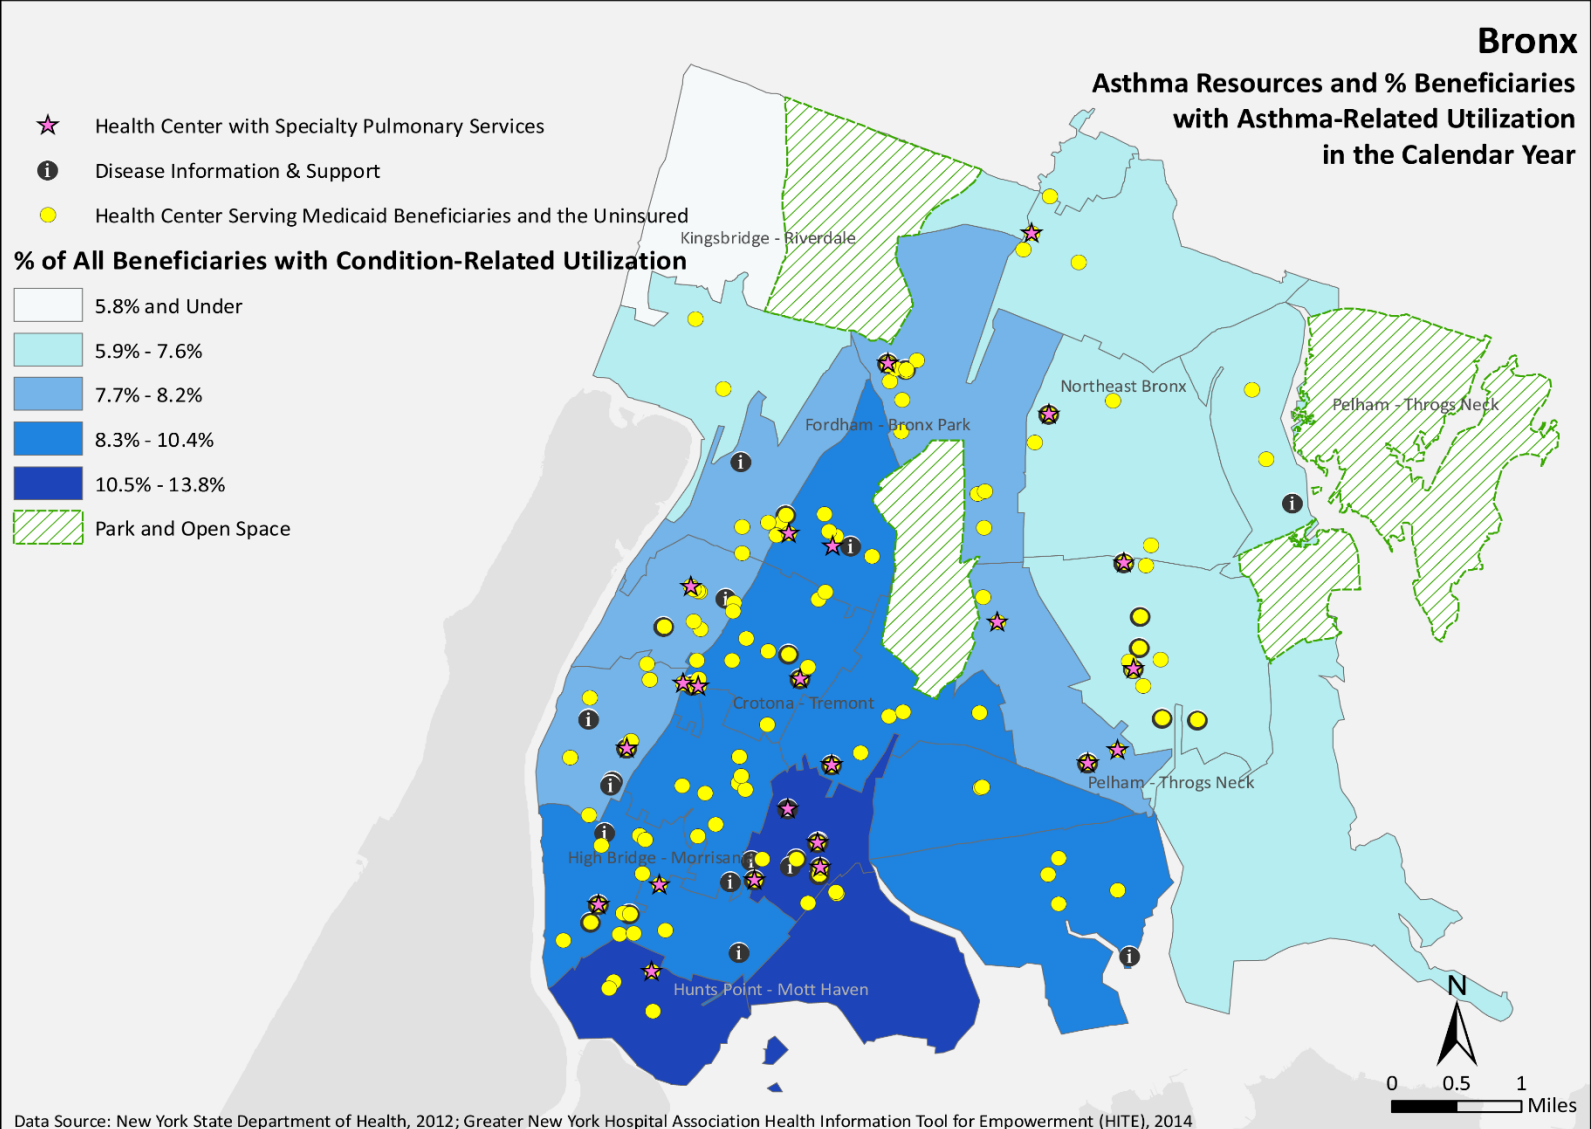 Bronx
Asthma Resources and % Beneficiaries
with Asthma-Related Utilization
in the Calendar Year
Health Center with Specialty Pulmonary Services
Disease Information & Support
Health Center Serving Medicaid Beneficiaries and the Uninsured
% of All Beneficiaries with Condition-Related Utilization
5.8% and Under
5.9% - 7.6%
7.7% - 8.2%
8.3% - 10.4%
10.5% - 13.8%
Park and Open Space
Kingsbridge - Riverdale
Northeast Bronx
Pelham - Throgs Neck
Fordham - Bronx Park
Crotona - Tremont
Pelham - Throgs Neck
High Bridge - Morrisan
Hunts Point - Mott Haven
N
0 0.5 1
Miles
Data Source: New York State Department of Health, 2012; Greater New York Hospital Association Health Information Tool for Empowerment (HITE), 2014